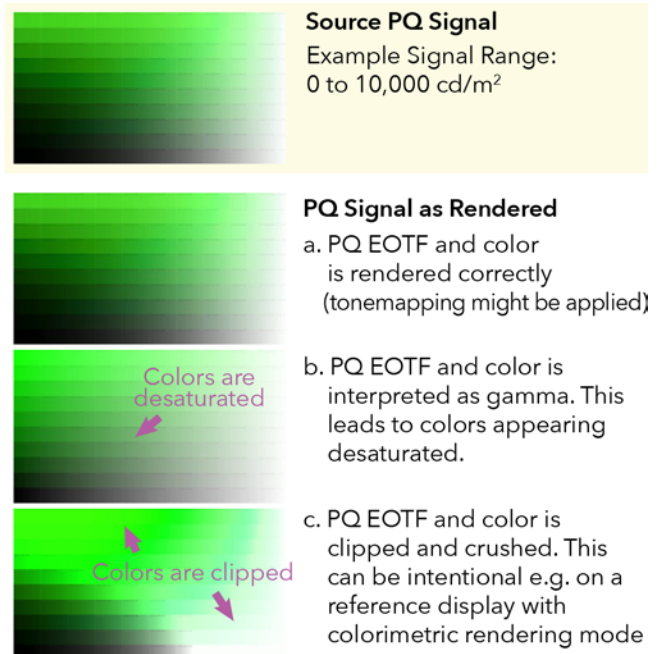 Source PQ Signal
Example Signal Range:
0 to 10,000 cd/m²
PQ Signal as Rendered
a. PQ EOTF and color
is rendered correctly
(tonemapping might be applied)
Colors are
desaturated
b. PQ EOTF and color is
interpreted as gamma. This
leads to colors appearing
desaturated.
Colors are clipped
c. PQ EOTF and color is
clipped and crushed. This
can be intentional e.g. on a
reference display with
colorimetric rendering mode